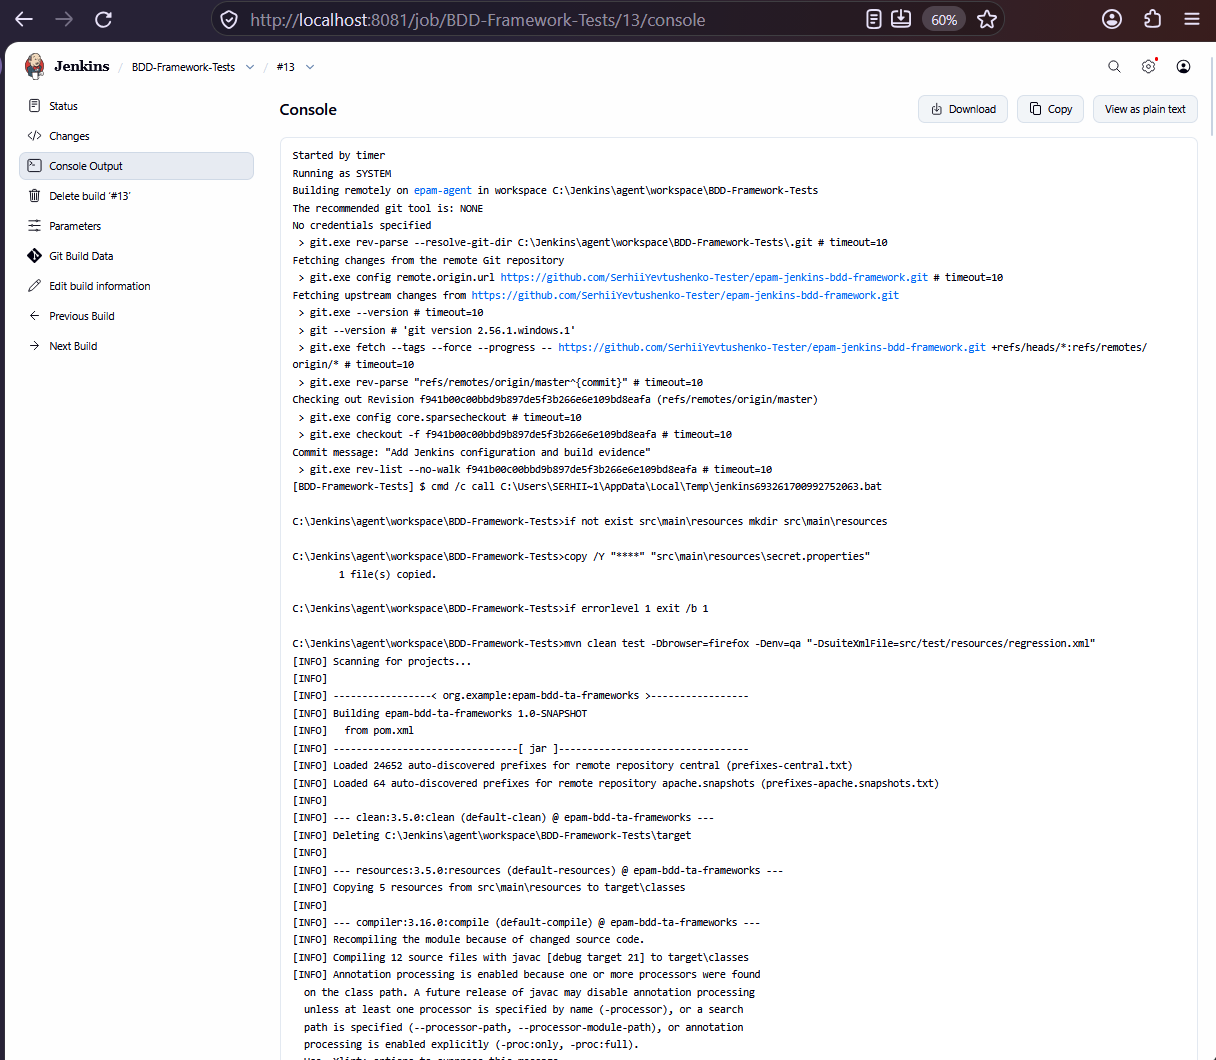 http://localhost:8081/job/BDD-Framework-Tests/13/console
60%
Jenkins / BDD-Framework-Tests / #13
Status
Changes
Console Output
Delete build '#13'
Parameters
Git Build Data
Edit build information
Previous Build
Next Build
Console
Download
Copy
View as plain text
Started by timer
Running as SYSTEM
Building remotely on epam-agent in workspace C:\Jenkins\agent\workspace\BDD-Framework-Tests
The recommended git tool is: NONE
No credentials specified
> git.exe rev-parse --resolve-git-dir C:\Jenkins\agent\workspace\BDD-Framework-Tests\.git # timeout=10
Fetching changes from the remote Git repository
> git.exe config remote.origin.url https://github.com/SerhiiYevtushenko-Tester/epam-jenkins-bdd-framework.git # timeout=10
Fetching upstream changes from https://github.com/SerhiiYevtushenko-Tester/epam-jenkins-bdd-framework.git
> git.exe --version # timeout=10
> git --version # 'git version 2.56.1.windows.1'
> git.exe fetch --tags --force --progress -- https://github.com/SerhiiYevtushenko-Tester/epam-jenkins-bdd-framework.git +refs/heads/*:refs/remotes/
origin/* # timeout=10
> git.exe rev-parse "refs/remotes/origin/master^{commit}" # timeout=10
Checking out Revision f941b00c00bbd9b897de5f3b266e6e109bd8eafa (refs/remotes/origin/master)
> git.exe config core.sparsecheckout # timeout=10
> git.exe checkout -f f941b00c00bbd9b897de5f3b266e6e109bd8eafa # timeout=10
Commit message: "Add Jenkins configuration and build evidence"
> git.exe rev-list --no-walk f941b00c00bbd9b897de5f3b266e6e109bd8eafa # timeout=10
[BDD-Framework-Tests] $ cmd /c call C:\Users\SERHII~1\AppData\Local\Temp\jenkins693261700992752063.bat
C:\Jenkins\agent\workspace\BDD-Framework-Tests>if not exist src\main\resources mkdir src\main\resources
C:\Jenkins\agent\workspace\BDD-Framework-Tests>copy /Y "****" "src\main\resources\secret.properties"
1 file(s) copied.
C:\Jenkins\agent\workspace\BDD-Framework-Tests>if errorlevel 1 exit /b 1
C:\Jenkins\agent\workspace\BDD-Framework-Tests>mvn clean test -Dbrowser=firefox -Denv=qa "-DsuiteXmlFile=src/test/resources/regression.xml"
[INFO] Scanning for projects...
[INFO]
[INFO] -----------------< org.example:epam-bdd-ta-frameworks >-----------------
[INFO] Building epam-bdd-ta-frameworks 1.0-SNAPSHOT
[INFO]   from pom.xml
[INFO] --------------------------------[ jar ]---------------------------------
[INFO] Loaded 24652 auto-discovered prefixes for remote repository central (prefixes-central.txt)
[INFO] Loaded 64 auto-discovered prefixes for remote repository apache.snapshots (prefixes-apache.snapshots.txt)
[INFO]
[INFO] --- clean:3.5.0:clean (default-clean) @ epam-bdd-ta-frameworks ---
[INFO] Deleting C:\Jenkins\agent\workspace\BDD-Framework-Tests\target
[INFO]
[INFO] --- resources:3.5.0:resources (default-resources) @ epam-bdd-ta-frameworks ---
[INFO] Copying 5 resources from src\main\resources to target\classes
[INFO]
[INFO] --- compiler:3.16.0:compile (default-compile) @ epam-bdd-ta-frameworks ---
[INFO] Recompiling the module because of changed source code.
[INFO] Compiling 12 source files with javac [debug target 21] to target\classes
[INFO] Annotation processing is enabled because one or more processors were found
on the class path. A future release of javac may disable annotation processing
unless at least one processor is specified by name (-processor), or a search
path is specified (--processor-path, --processor-module-path), or annotation
processing is enabled explicitly (-proc:only, -proc:full).